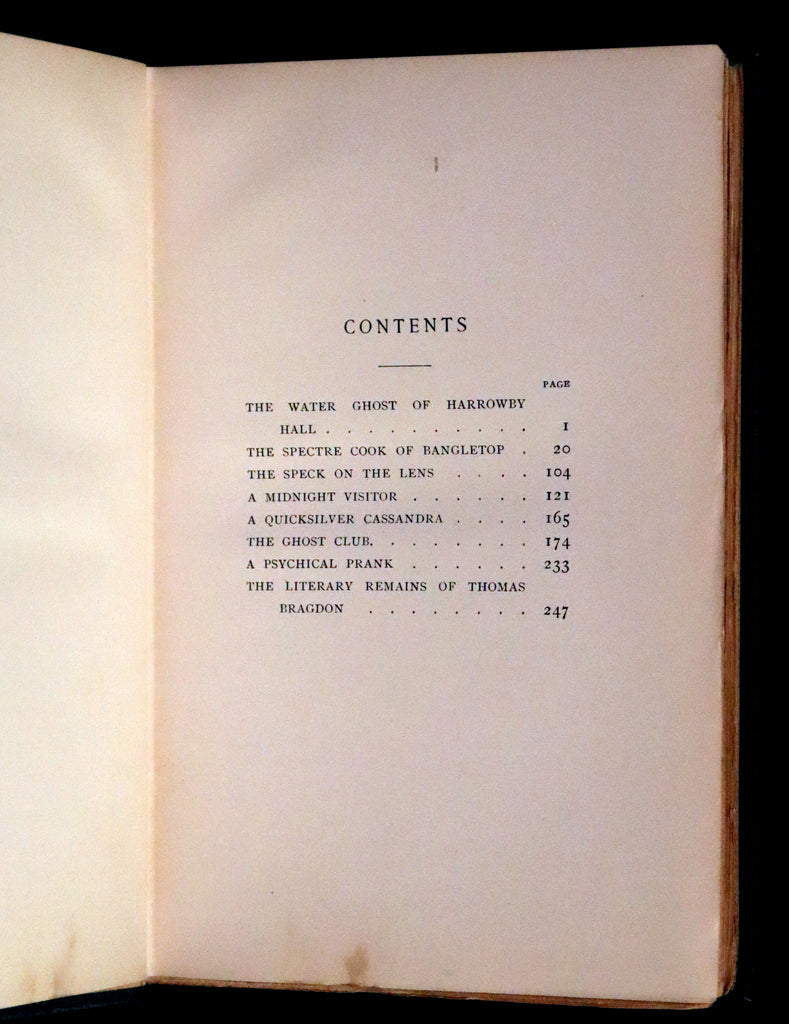 CONTENTS
PAGE
THE WATER GHOST OF HARROWBY
HALL . . . . . . . . . . 1
THE SPECTRE COOK OF BANGLETOP . 20
THE SPECK ON THE LENS . . . . 104
A MIDNIGHT VISITOR . . . . . . 121
A QUICKSILVER CASSANDRA . . . . 165
THE GHOST CLUB. . . . . . . . 174
A PSYCHICAL PRANK . . . . . . 233
THE LITERARY REMAINS OF THOMAS
BRAGDON . . . . . . . . 247